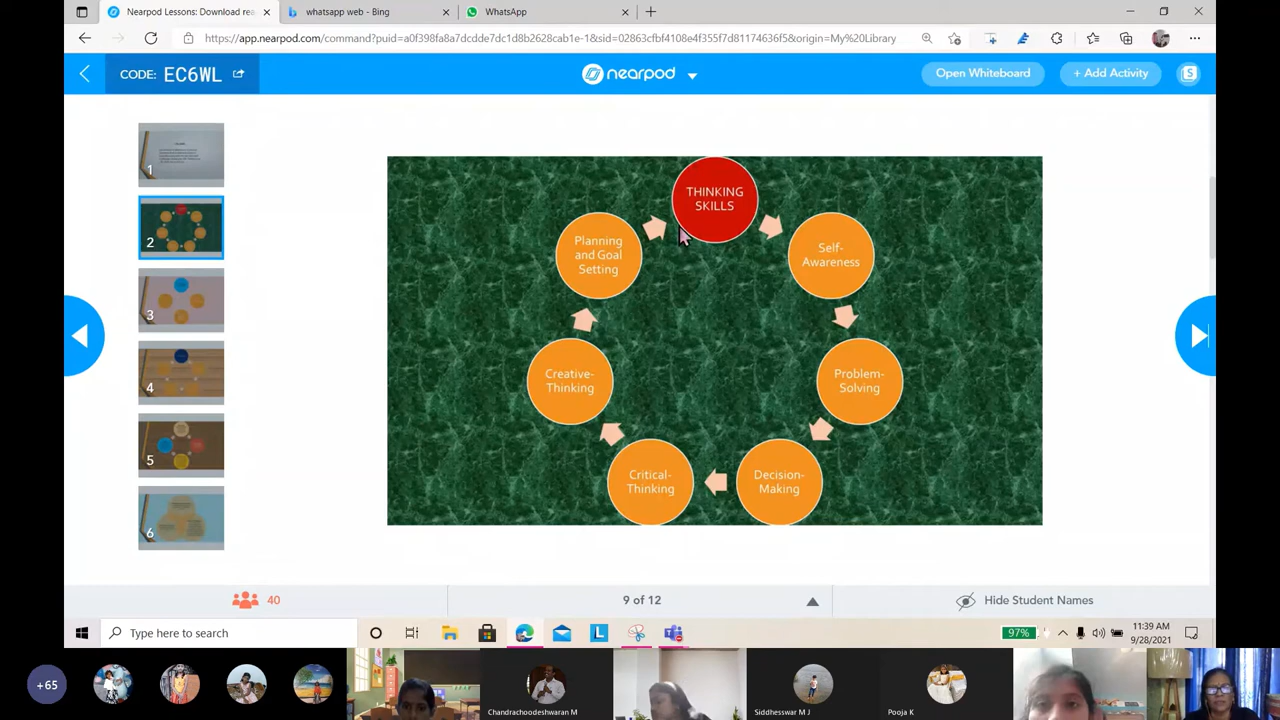 Nearpod Lessons: Download rea
whatsapp web - Bing
WhatsApp
https://app.nearpod.com/command?puid=a0f398fa8a7dcdde7dc1d8b2628cab1e-1&sid=02863cfbf4108e4f355f7d81174636f5&origin=My%20Library
CODE: EC6WL
nearpod
Open Whiteboard
+ Add Activity
S
1
2
3
4
5
6
THINKING
SKILLS
Self-
Awareness
Problem-
Solving
Decision-
Making
Critical-
Thinking
Creative-
Thinking
Planning
and Goal
Setting
40
9 of 12
Hide Student Names
Type here to search
97%
11:39 AM
9/28/2021
+65
Chandrachoodeshwaran M
Siddhesswar M J
Pooja K